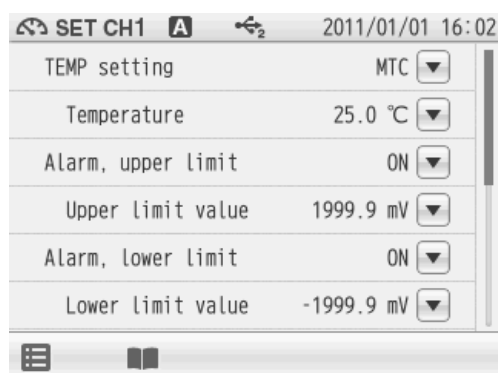 SET CH1 A 2 2011/01/01 16:02
TEMP setting MTC
Temperature 25.0 ℃
Alarm, upper limit ON
Upper limit value 1999.9 mV
Alarm, lower limit ON
Lower limit value -1999.9 mV